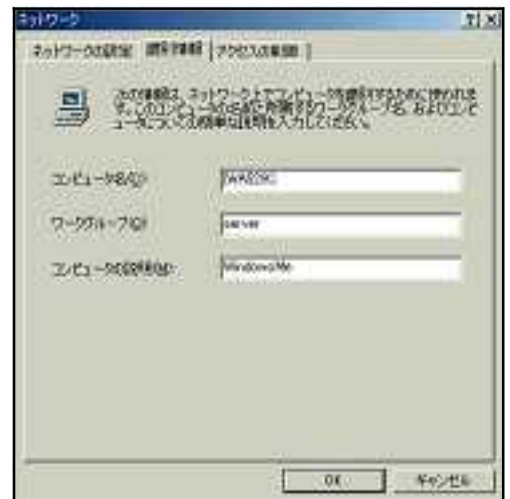 ネットワーク
ネットワークの設定 識別情報 アクセスの制御
次の情報は、ネットワーク上でコンピュータを識別するために使われま
す。このコンピュータの名前と所属するワークグループ名、およびコンピ
ュータについての簡単な説明を入力してください。
コンピュータ名(C):
ワークグループ(G): server
コンピュータの説明(D): WindowsMe
OK キャンセル